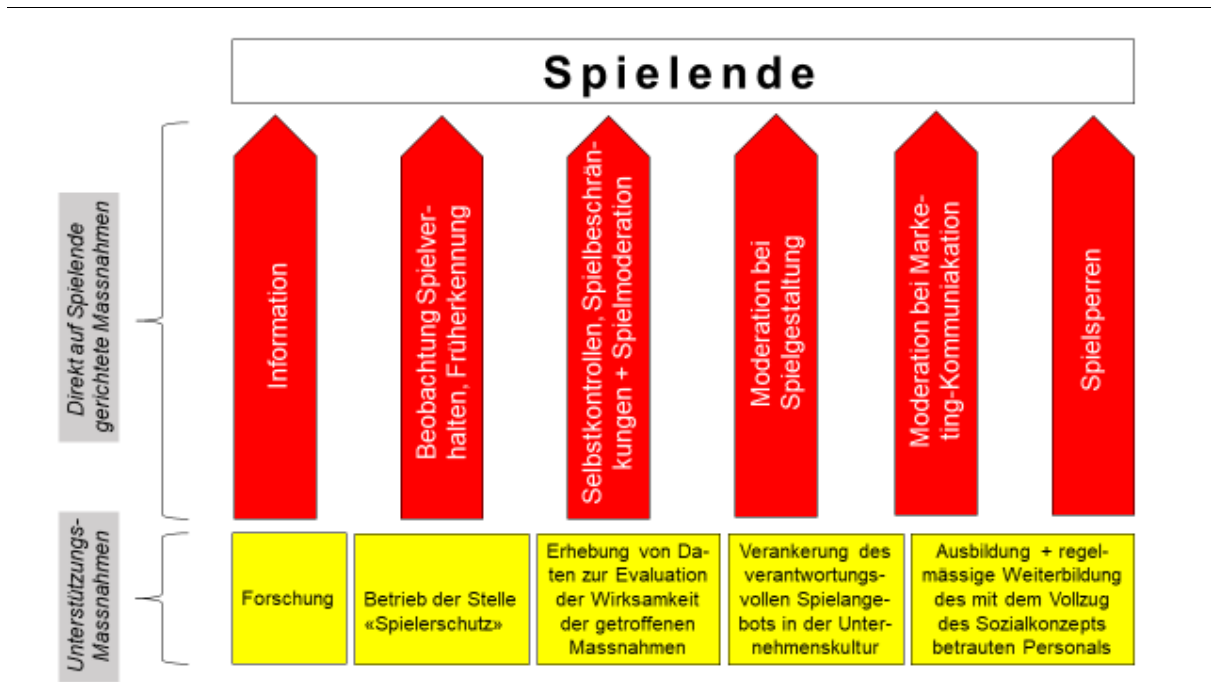 Spielende
Direkt auf Spielende
gerichtete Massnahmen
Information
Beobachtung Spielver-
halten, Früherkennung
Selbstkontrollen, Spielbeschrän-
kungen + Spielmoderation
Moderation bei
Spielgestaltung
Moderation bei Marke-
ting-Kommuniakation
Spielsperren
Unterstützungs-
Massnahmen
Forschung
Betrieb der Stelle
«Spielerschutz»
Erhebung von Da-
ten zur Evaluation
der Wirksamkeit
der getroffenen
Massnahmen
Verankerung des
verantwortungs-
vollen Spielange-
bots in der Unter-
nehmenskultur
Ausbildung + regel-
mässige Weiterbildung
des mit dem Vollzug
des Sozialkonzepts
betrauten Personals